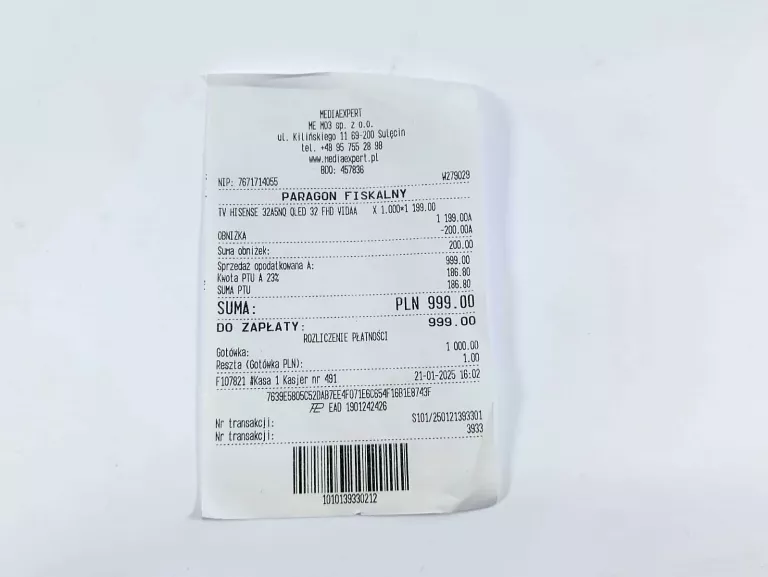 MEDIAEXPERT
ME M03 sp. z o.o.
ul. Kilińskiego 11 69-200 Sulęcin
tel. +48 95 755 28 98
www.mediaexpert.pl
BDO: 457836
NIP: 7671714055 W279029
PARAGON FISKALNY
TV HISENSE 32A5NQ QLED 32 FHD VIDAA X 1.000*1 199.00
1 199.00A
OBNIZKA -200.00A
Suma obniżek: 200.00
Sprzedaż opodatkowana A: 999.00
Kwota PTU A 23% 186.80
SUMA PTU 186.80
SUMA: PLN 999.00
DO ZAPŁATY: 999.00
ROZLICZENIE PŁATNOŚCI
Gotówka: 1 000.00
Reszta (Gotówka PLN): 1.00
F107821 #Kasa 1 Kasjer nr 491 21-01-2025 16:02
7639E5805C52DAB7EE4F071E6C654F16B1E8743F
EAD 1901242426
Nr transakcji: S101/250121393301
Nr transakcji: 3933
1010139330212